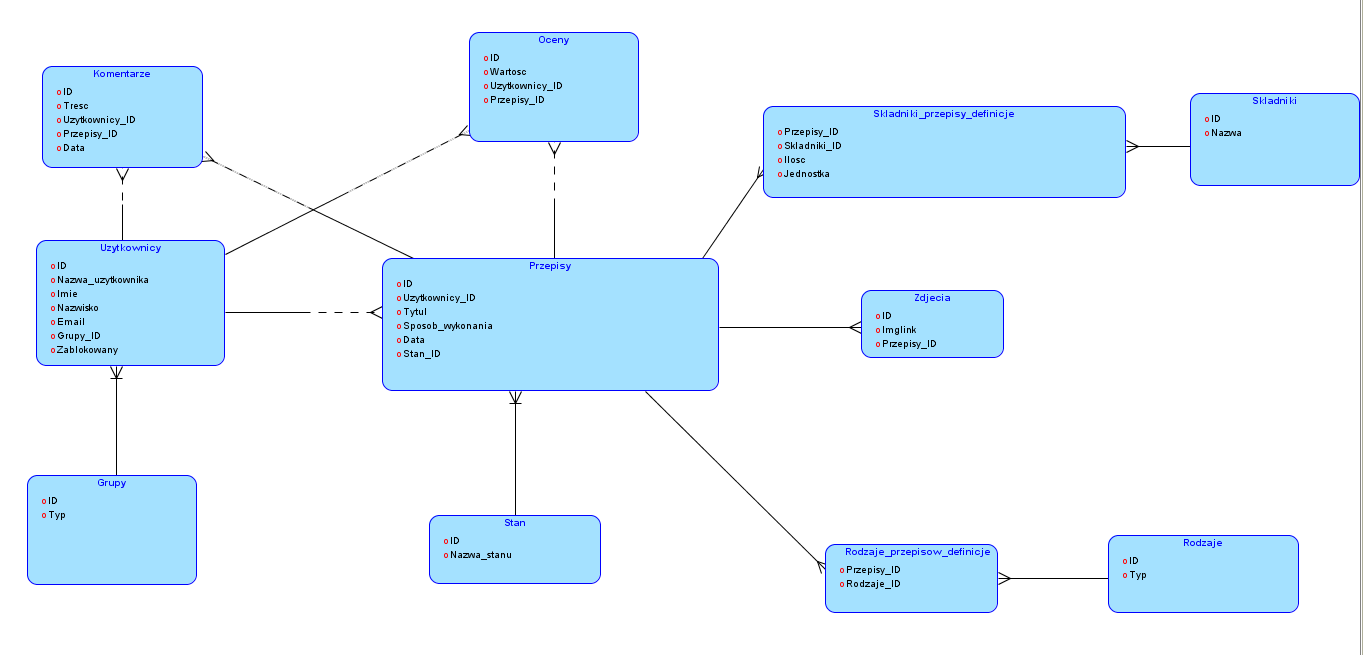 Komentarze
ID
Tresc
Uzytkownicy_ID
Przepisy_ID
Data
Oceny
ID
Wartosc
Uzytkownicy_ID
Przepisy_ID
Skladniki_przepisy_definicje
Przepisy_ID
Skladniki_ID
Ilosc
Jednostka
Skladniki
ID
Nazwa
Uzytkownicy
ID
Nazwa_uzytkownika
Imie
Nazwisko
Email
Grupy_ID
Zablokowany
Przepisy
ID
Uzytkownicy_ID
Tytul
Sposob_wykonania
Data
Stan_ID
Zdjecia
ID
Imglink
Przepisy_ID
Grupy
ID
Typ
Stan
ID
Nazwa_stanu
Rodzaje_przepisow_definicje
Przepisy_ID
Rodzaje_ID
Rodzaje
ID
Typ